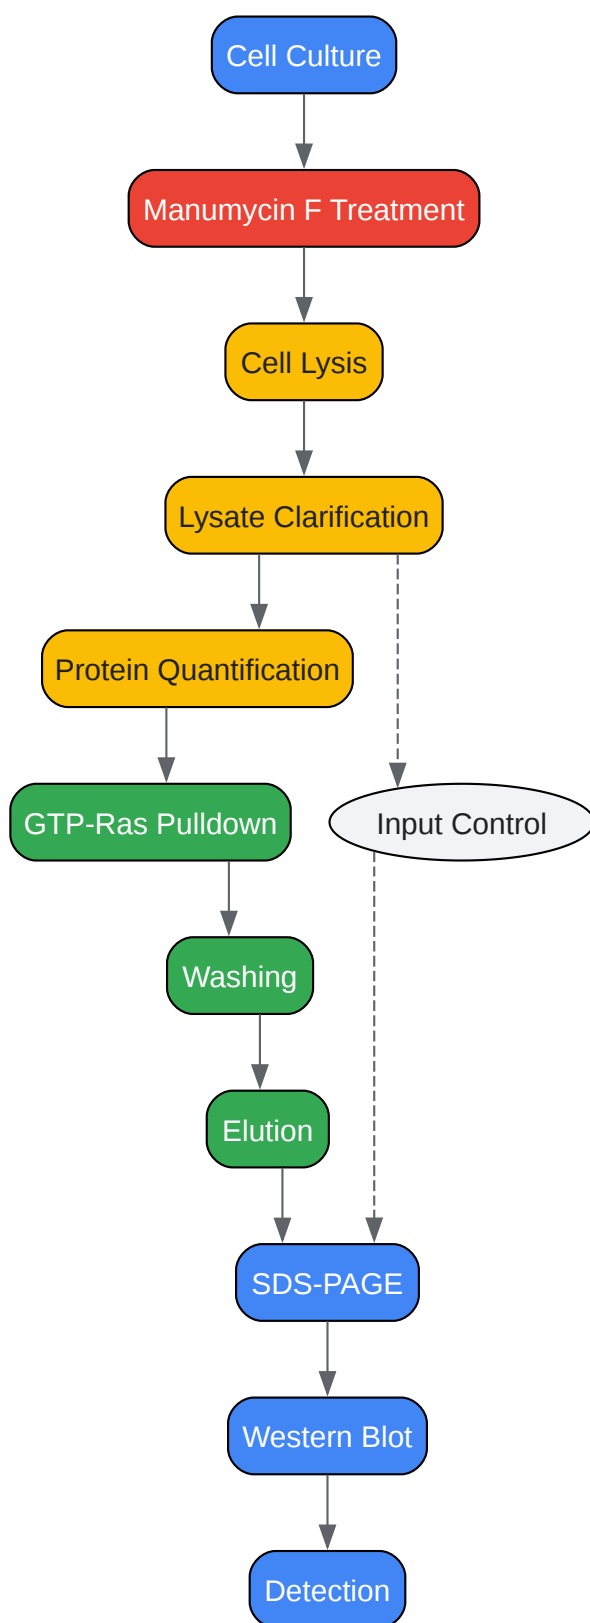 Cell Culture
Manumycin F Treatment
Cell Lysis
Lysate Clarification
Protein Quantification
GTP-Ras Pulldown
Input Control
Washing
Elution
SDS-PAGE
Western Blot
Detection